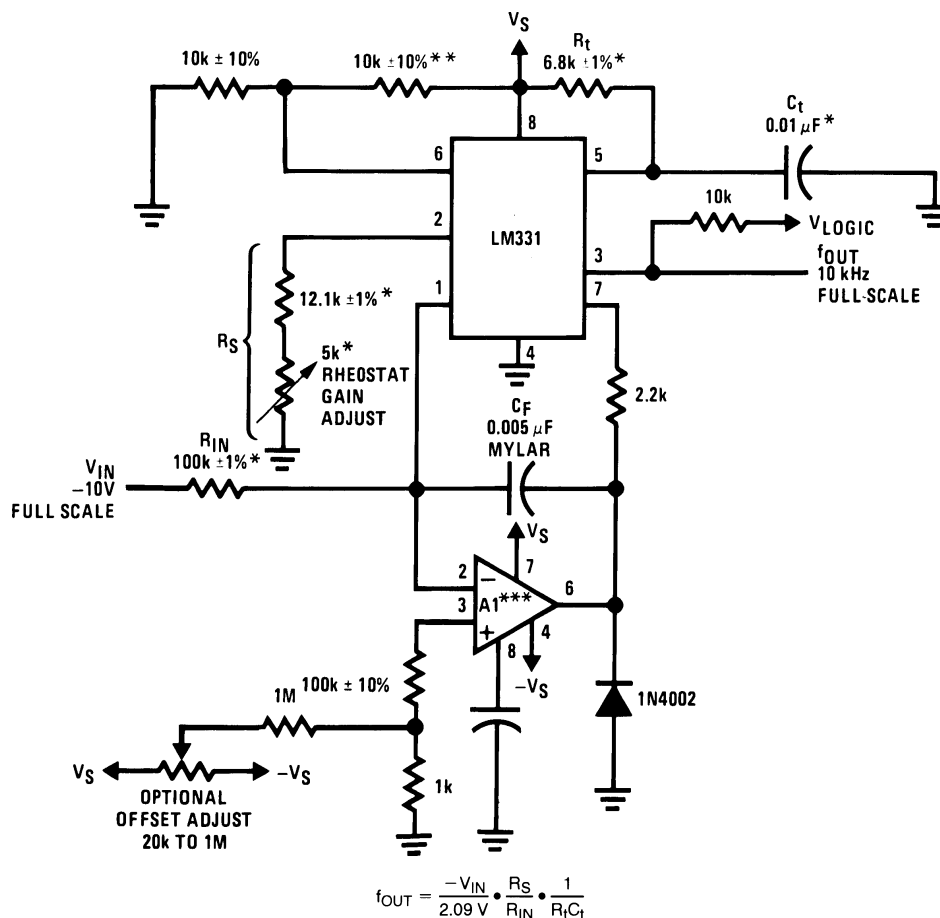 V_S
10k ±10%
10k ±10%**
R_t
6.8k ±1%*
C_t
0.01 μF*
8
6
5
10k
V_LOGIC
2
LM331
3
f_OUT
10 kHz
FULL-SCALE
1
7
R_S
12.1k ±1%*
5k*
RHEOSTAT
GAIN
ADJUST
4
2.2k
C_F
0.005 μF
MYLAR
R_IN
100k ±1%*
V_IN
–10V
FULL SCALE
V_S
7
2
–
6
3
A1***
+
4
8
–V_S
100k ± 10%
1M
1N4002
V_S
–V_S
1k
OPTIONAL
OFFSET ADJUST
20k TO 1M
f_OUT = –V_IN/2.09 V • R_S/R_IN • 1/R_tC_t